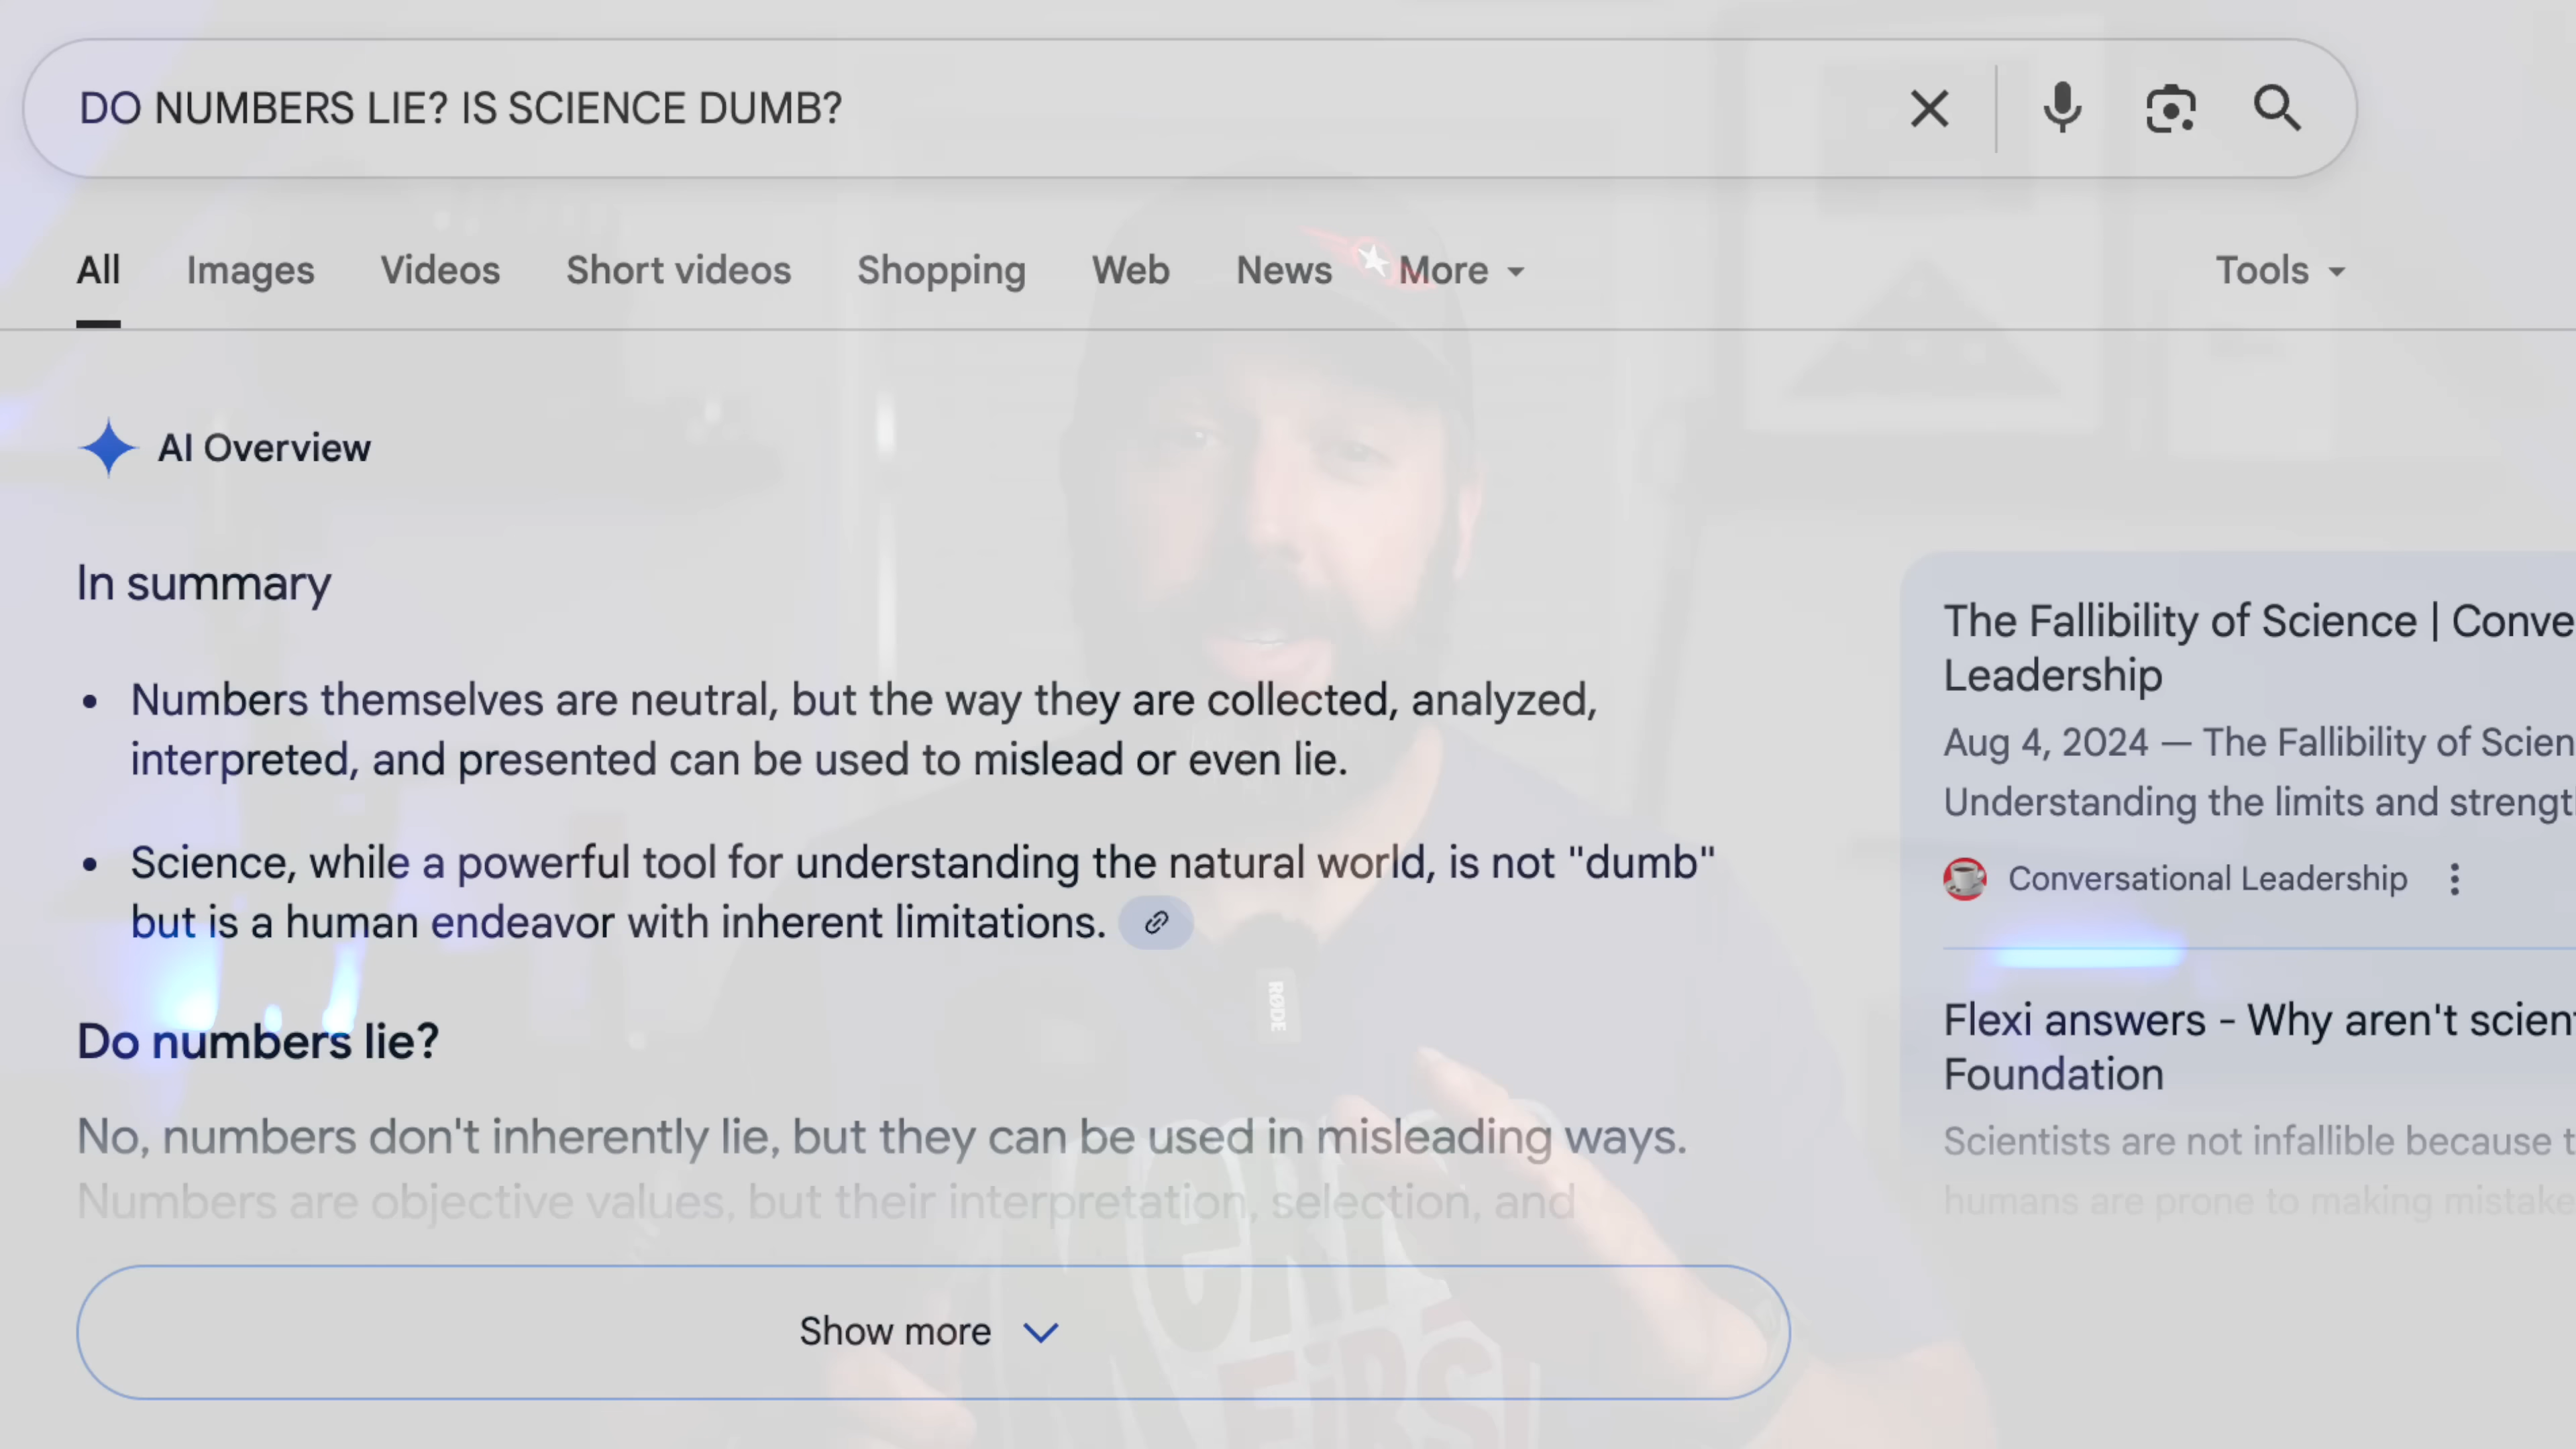 DO NUMBERS LIE? IS SCIENCE DUMB?
All Images Videos Short videos Shopping Web News More Tools
AI Overview
In summary
• Numbers themselves are neutral, but the way they are collected, analyzed,
interpreted, and presented can be used to mislead or even lie.
• Science, while a powerful tool for understanding the natural world, is not "dumb"
but is a human endeavor with inherent limitations.
Do numbers lie?
No, numbers don't inherently lie, but they can be used in misleading ways.
Numbers are objective values, but their interpretation, selection, and
Show more
The Fallibility of Science | Conve
Leadership
Aug 4, 2024 — The Fallibility of Scien
Understanding the limits and strengt
Conversational Leadership
Flexi answers - Why aren't scient
Foundation
Scientists are not infallible because t
humans are prone to making mistake
RØDE